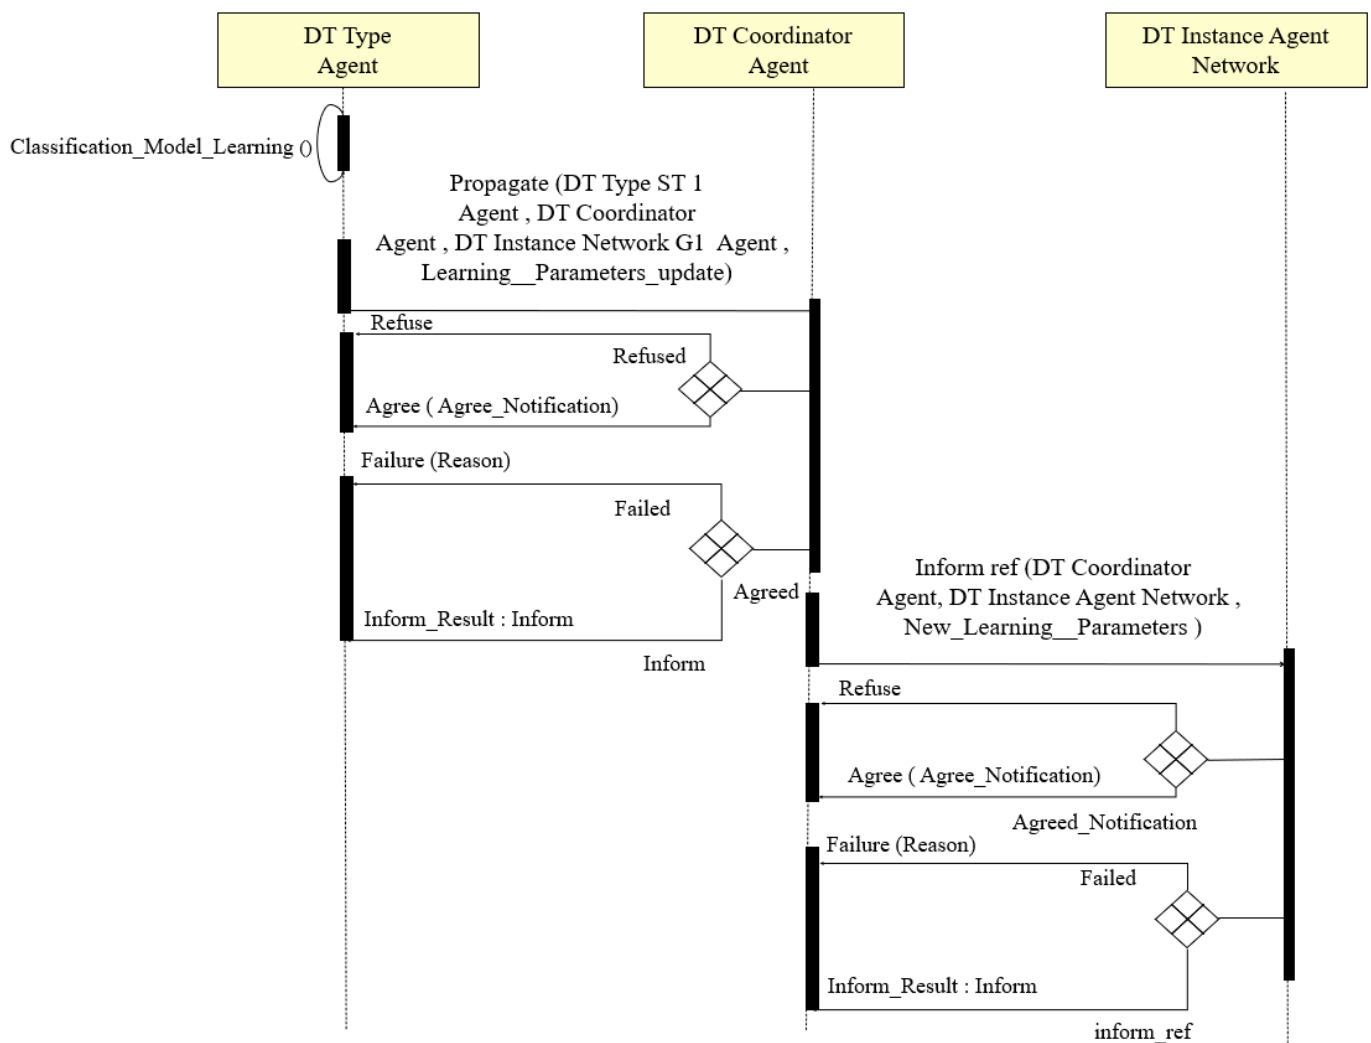 DT Type
Agent
DT Coordinator
Agent
DT Instance Agent
Network
Classification_Model_Learning ()
Propagate (DT Type ST 1
Agent , DT Coordinator
Agent , DT Instance Network G1 Agent ,
Learning__Parameters_update)
Refuse
Refused
Agree ( Agree_Notification)
Failure (Reason)
Failed
Agreed
Inform_Result : Inform
Inform
Inform ref (DT Coordinator
Agent, DT Instance Agent Network ,
New_Learning__Parameters )
Refuse
Agree ( Agree_Notification)
Agreed_Notification
Failure (Reason)
Failed
Inform_Result : Inform
inform_ref